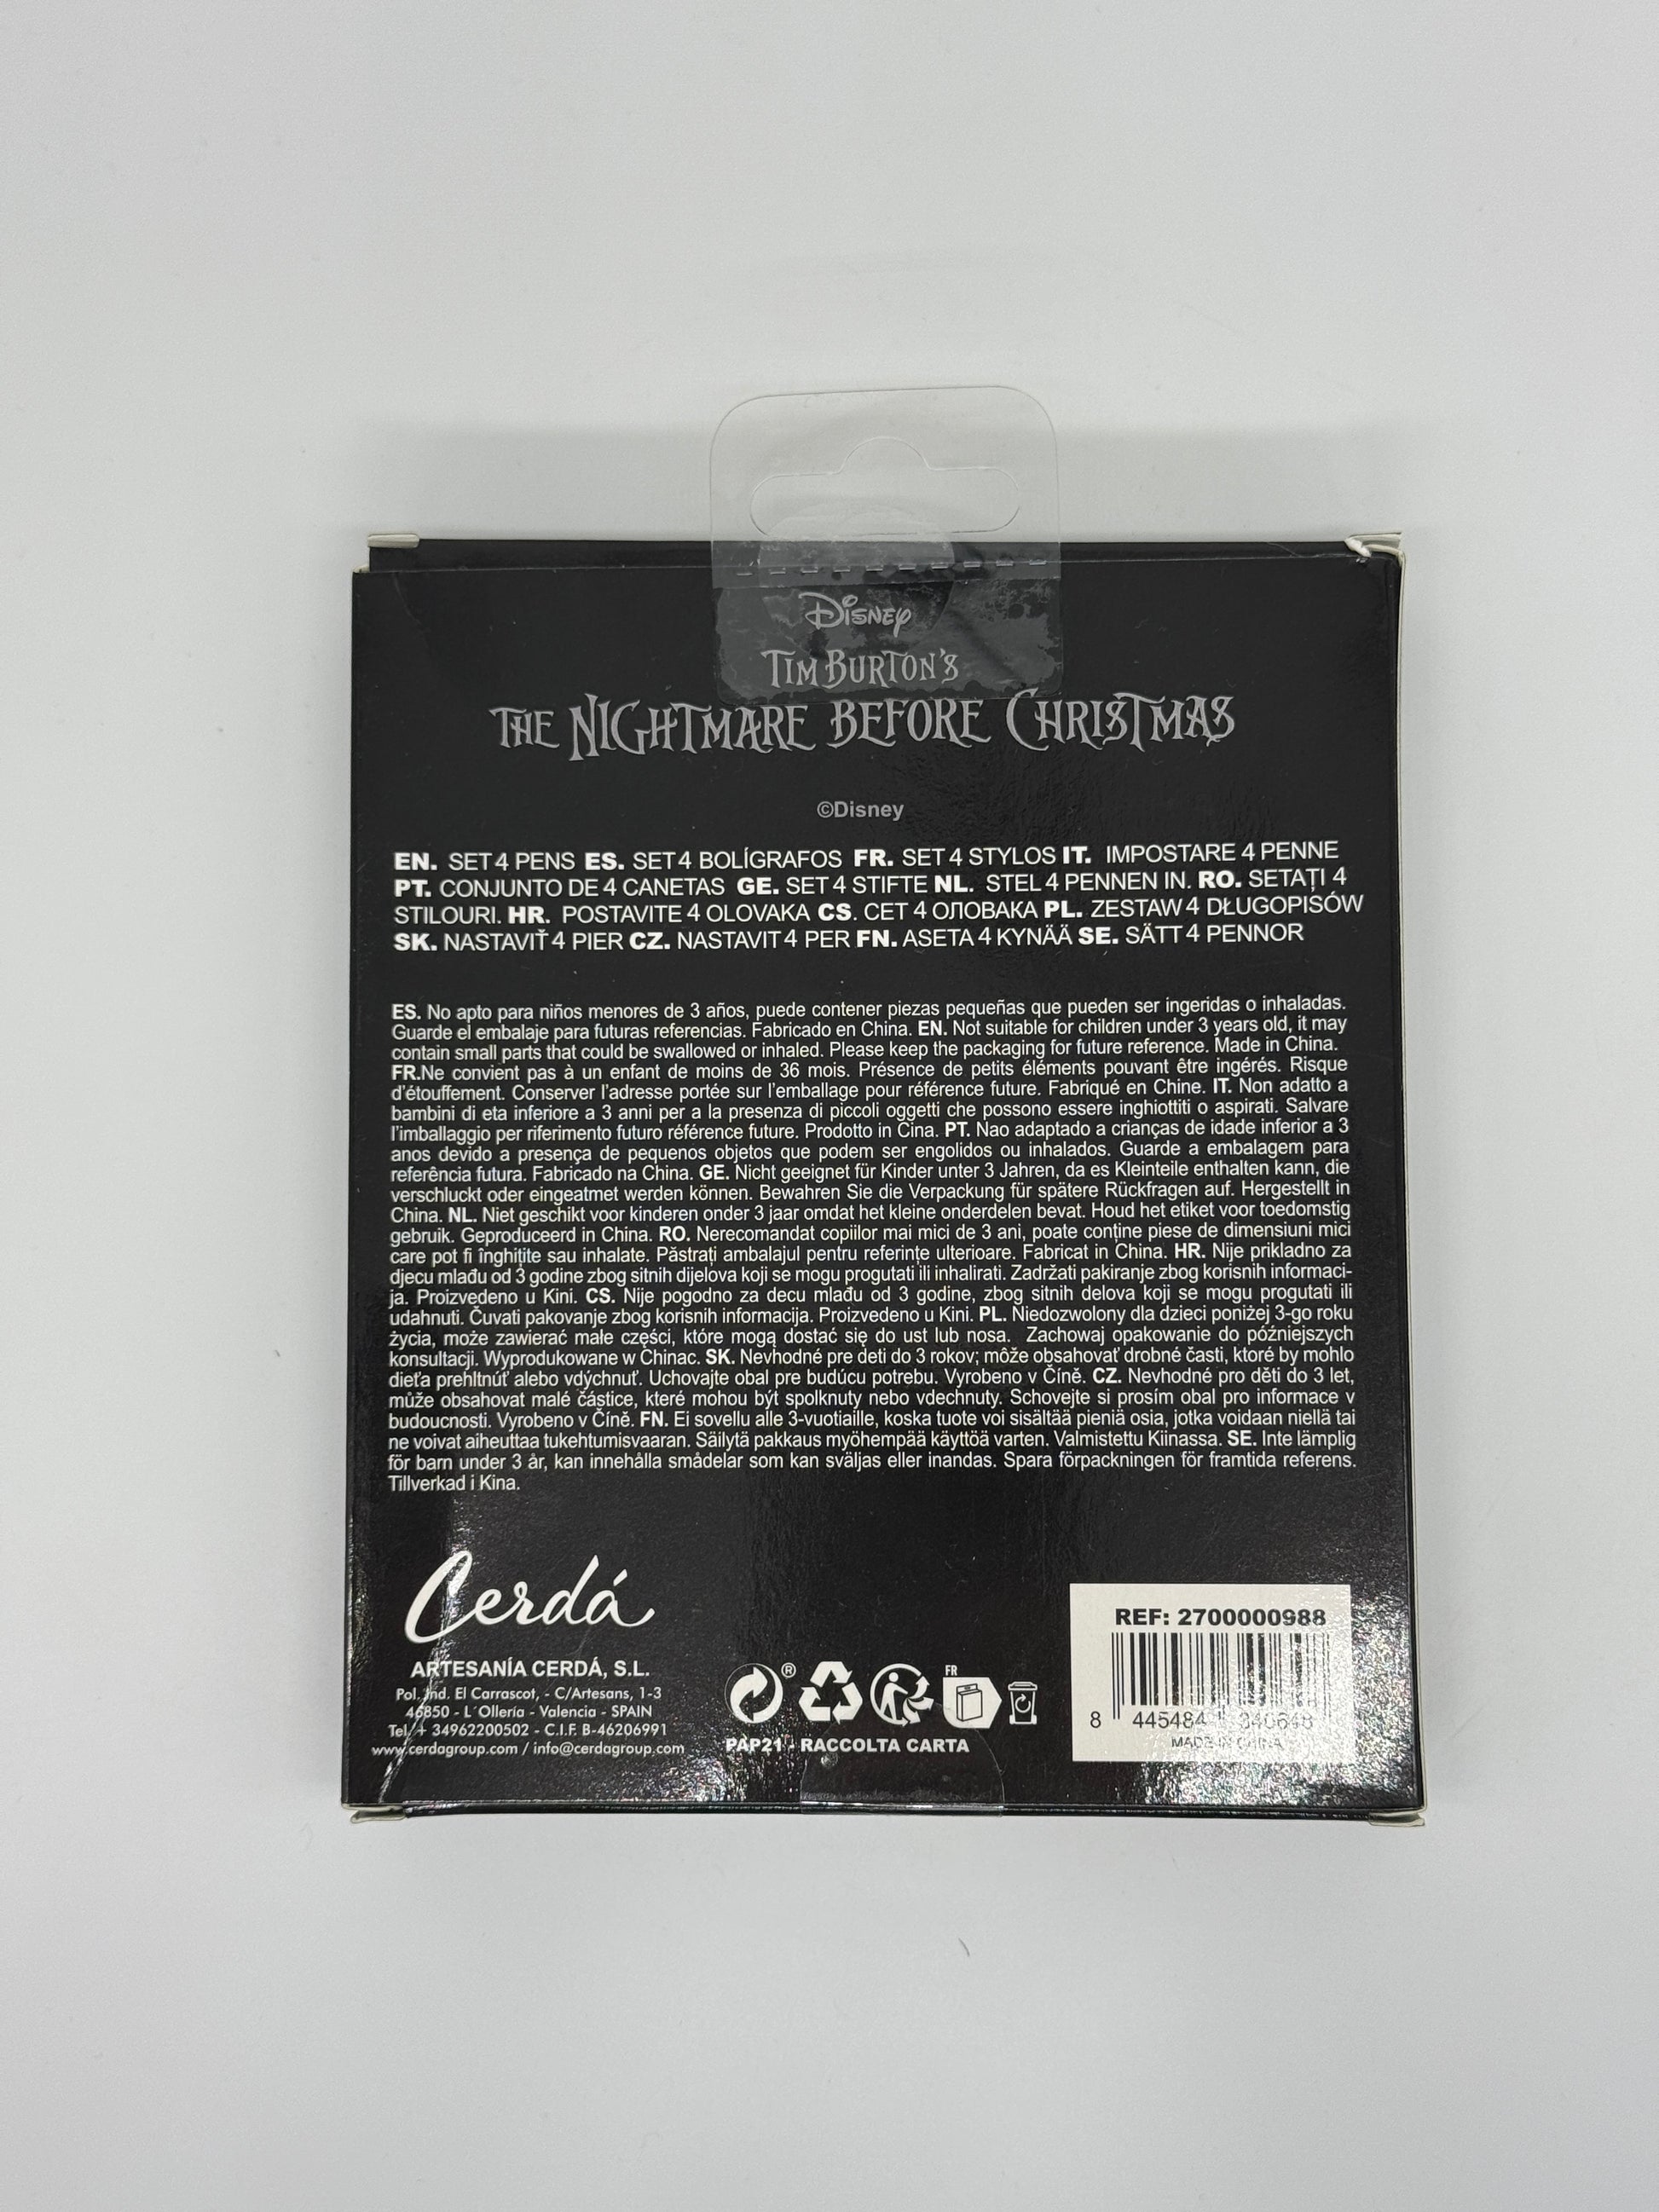 Disney
TIM BURTON'S
THE NIGHTMARE BEFORE CHRISTMAS
©Disney
EN. SET 4 PENS ES. SET 4 BOLÍGRAFOS FR. SET 4 STYLOS IT. IMPOSTARE 4 PENNE
PT. CONJUNTO DE 4 CANETAS GE. SET 4 STIFTE NL. STEL 4 PENNEN IN. RO. SETAȚI 4
STILOURI. HR. POSTAVITE 4 OLOVAKA CS. СЕТ 4 ОЛОВАКА PL. ZESTAW 4 DŁUGOPISÓW
SK. NASTAVIŤ 4 PIER CZ. NASTAVIT 4 PER FN. ASETA 4 KYNÄÄ SE. SÄTT 4 PENNOR
ES. No apto para niños menores de 3 años, puede contener piezas pequeñas que pueden ser ingeridas o inhaladas.
Guarde el embalaje para futuras referencias. Fabricado en China. EN. Not suitable for children under 3 years old, it may
contain small parts that could be swallowed or inhaled. Please keep the packaging for future reference. Made in China.
FR.Ne convient pas à un enfant de moins de 36 mois. Présence de petits éléments pouvant être ingérés. Risque
d'étouffement. Conserver l'adresse portée sur l'emballage pour référence future. Fabriqué en Chine. IT. Non adatto a
bambini di eta inferiore a 3 anni per a la presenza di piccoli oggetti che possono essere inghiottiti o aspirati. Salvare
l'imballaggio per riferimento futuro référence future. Prodotto in Cina. PT. Nao adaptado a crianças de idade inferior a 3
anos devido a presença de pequenos objetos que podem ser engolidos ou inhalados. Guarde a embalagem para
referência futura. Fabricado na China. GE. Nicht geeignet für Kinder unter 3 Jahren, da es Kleinteile enthalten kann, die
verschluckt oder eingeatmet werden können. Bewahren Sie die Verpackung für spätere Rückfragen auf. Hergestellt in
China. NL. Niet geschikt voor kinderen onder 3 jaar omdat het kleine onderdelen bevat. Houd het etiket voor toedomstig
gebruik. Geproduceerd in China. RO. Nerecomandat copiilor mai mici de 3 ani, poate conține piese de dimensiuni mici
care pot fi înghițite sau inhalate. Păstrați ambalajul pentru referințe ulterioare. Fabricat in China. HR. Nije prikladno za
djecu mlađu od 3 godine zbog sitnih dijelova koji se mogu progutati ili inhalirati. Zadržati pakiranje zbog korisnih informaci-
ja. Proizvedeno u Kini. CS. Nije pogodno za decu mlađu od 3 godine, zbog sitnih delova koji se mogu progutati ili
udahnuti. Čuvati pakovanje zbog korisnih informacija. Proizvedeno u Kini. PL. Niedozwolony dla dzieci poniżej 3-go roku
życia, może zawierać małe części, które mogą dostać się do ust lub nosa. Zachowaj opakowanie do późniejszych
konsultacji. Wyprodukowane w Chinac. SK. Nevhodné pre deti do 3 rokov; môže obsahovať drobné časti, ktoré by mohlo
dieťa prehltnúť alebo vdýchnuť. Uchovajte obal pre budúcu potrebu. Vyrobeno v Číně. CZ. Nevhodné pro děti do 3 let,
může obsahovat malé částice, které mohou být spolknuty nebo vdechnuty. Schovejte si prosím obal pro informace v
budoucnosti. Vyrobeno v Číně. FN. Ei sovellu alle 3-vuotiaille, koska tuote voi sisältää pieniä osia, jotka voidaan niellä tai
ne voivat aiheuttaa tukehtumisvaaran. Säilytä pakkaus myöhempää käyttöä varten. Valmistettu Kiinassa. SE. Inte lämplig
för barn under 3 år, kan innehålla smådelar som kan sväljas eller inandas. Spara förpackningen för framtida referens.
Tillverkad i Kina.
Cerdá
ARTESANÍA CERDÁ, S.L.
Pol. Ind. El Carrascot, - C/Artesans, 1-3
46850 - L´Ollería - Valencia - SPAIN
Tel. + 34962200502 - C.I.F. B-46206991
www.cerdagroup.com / info@cerdagroup.com
®
FR
PAP21 - RACCOLTA CARTA
REF: 2700000988
8 445484 340648
MADE IN CHINA